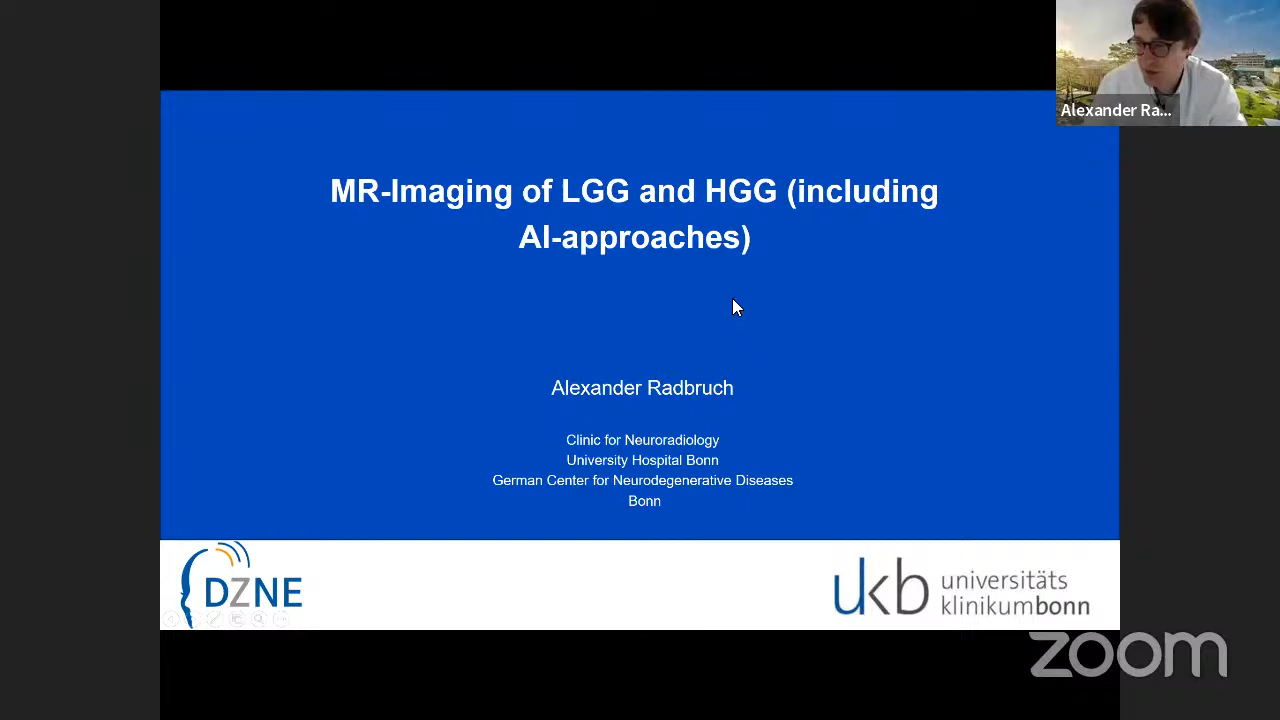 Alexander Ra...
MR-Imaging of LGG and HGG (including
AI-approaches)
Alexander Radbruch
Clinic for Neuroradiology
University Hospital Bonn
German Center for Neurodegenerative Diseases
Bonn
DZNE
ukb universitäts
klinikumbonn
zoom